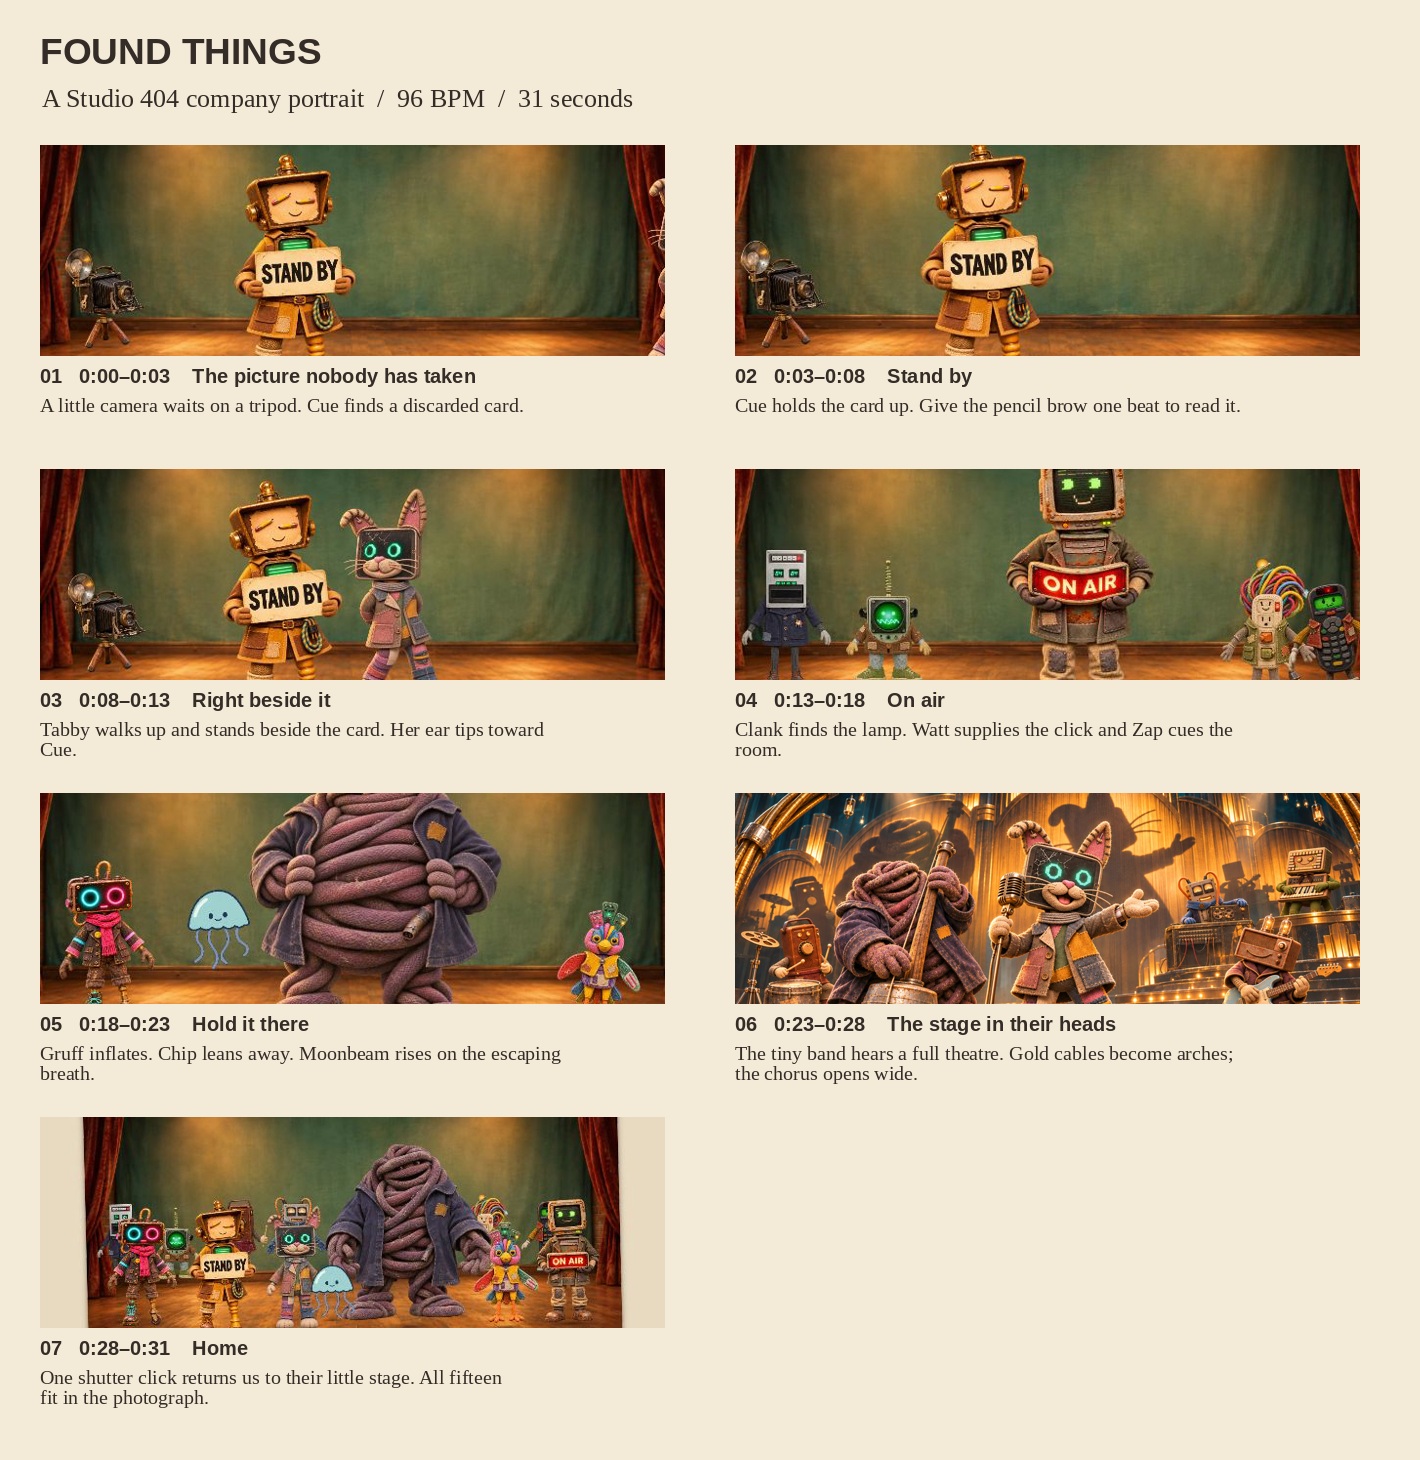 FOUND THINGS
A Studio 404 company portrait / 96 BPM / 31 seconds
STAND BY
01 0:00–0:03 The picture nobody has taken
A little camera waits on a tripod. Cue finds a discarded card.
STAND BY
02 0:03–0:08 Stand by
Cue holds the card up. Give the pencil brow one beat to read it.
STAND BY
03 0:08–0:13 Right beside it
Tabby walks up and stands beside the card. Her ear tips toward
Cue.
ON AIR
04 0:13–0:18 On air
Clank finds the lamp. Watt supplies the click and Zap cues the
room.
05 0:18–0:23 Hold it there
Gruff inflates. Chip leans away. Moonbeam rises on the escaping
breath.
06 0:23–0:28 The stage in their heads
The tiny band hears a full theatre. Gold cables become arches;
the chorus opens wide.
STAND BY
ON AIR
07 0:28–0:31 Home
One shutter click returns us to their little stage. All fifteen
fit in the photograph.